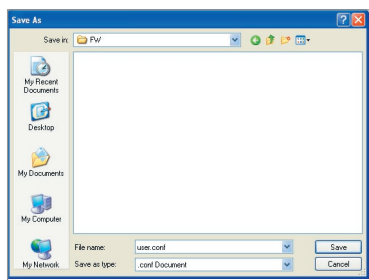 Save As
Save in:
FW
My Recent
Documents
Desktop
My Documents
My Computer
My Network
File name:
user.conf
Save
Save as type:
.conf Document
Cancel